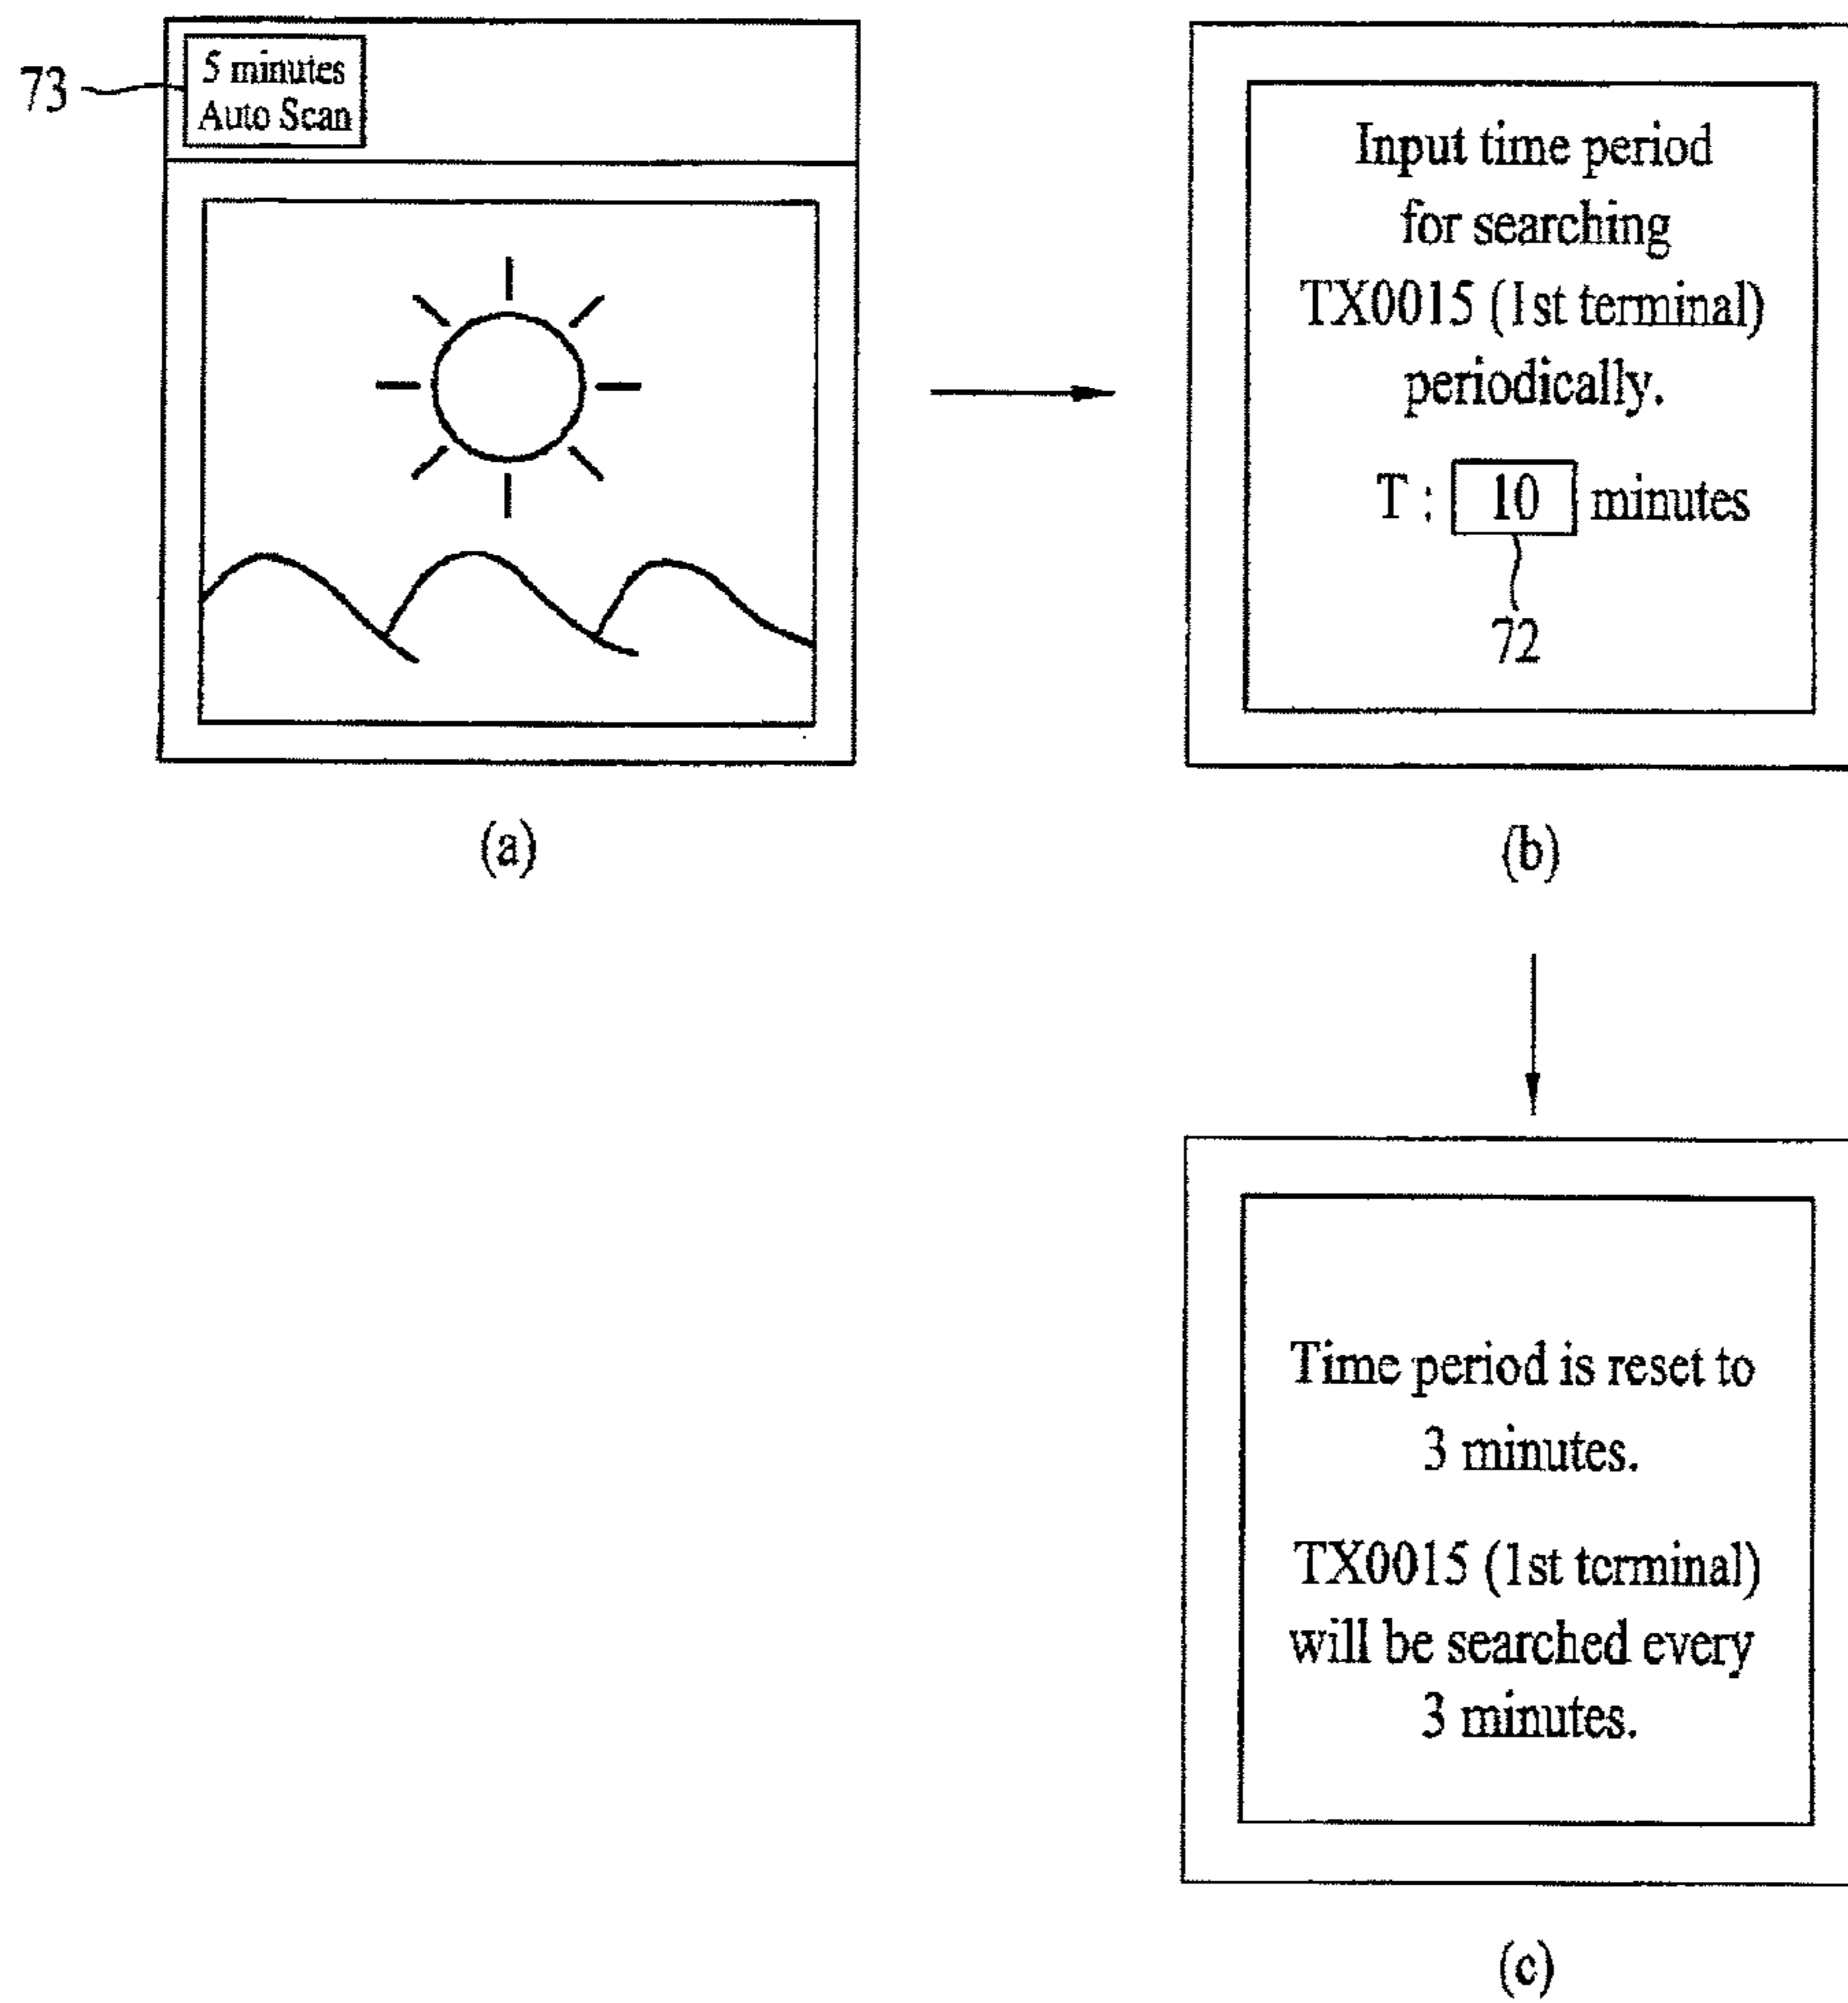 73
5 minutes
Auto Scan
(a)
Input time period
for searching
TX0015 (1st terminal)
periodically.
T : 10 minutes
72
(b)
Time period is reset to
3 minutes.
TX0015 (1st terminal)
will be searched every
3 minutes.
(c)